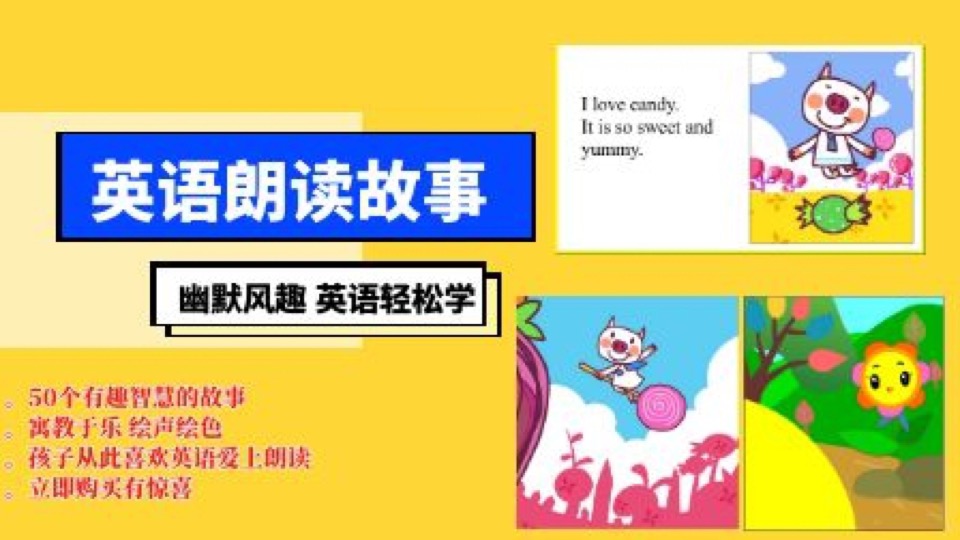 英语朗读故事
幽默风趣 英语轻松学
。50个有趣智慧的故事
。寓教于乐 绘声绘色
。孩子从此喜欢英语爱上朗读
。立即购买有惊喜
I love candy.
It is so sweet and
yummy.